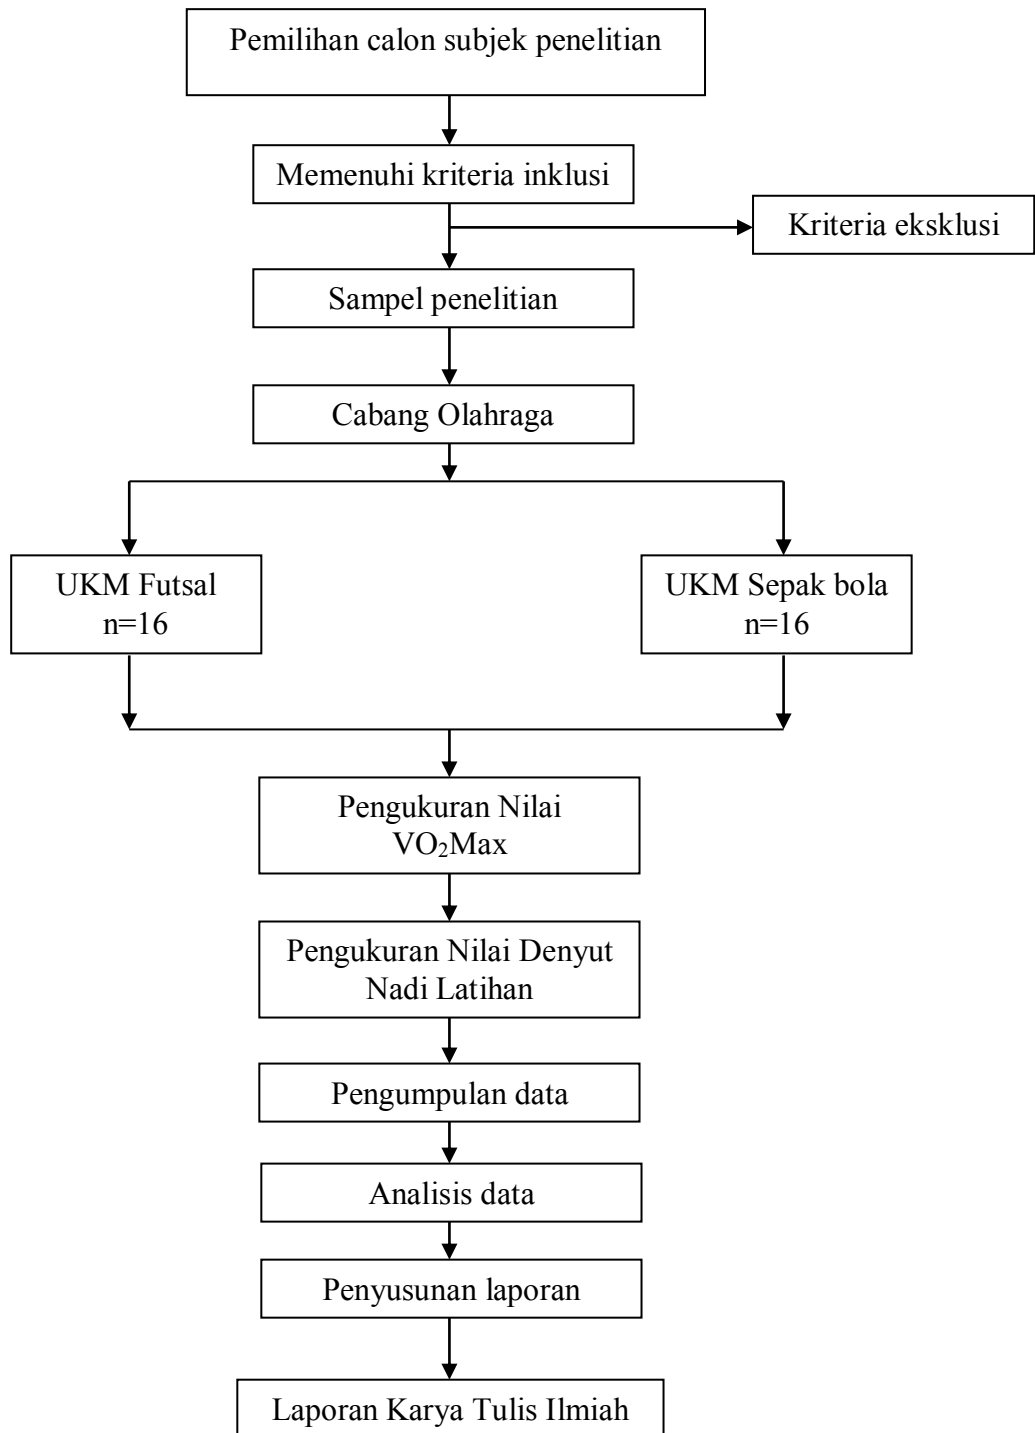 Pemilihan calon subjek penelitian
Memenuhi kriteria inklusi
Kriteria eksklusi
Sampel penelitian
Cabang Olahraga
UKM Futsal
n=16
UKM Sepak bola
n=16
Pengukuran Nilai
VO₂Max
Pengukuran Nilai Denyut
Nadi Latihan
Pengumpulan data
Analisis data
Penyusunan laporan
Laporan Karya Tulis Ilmiah